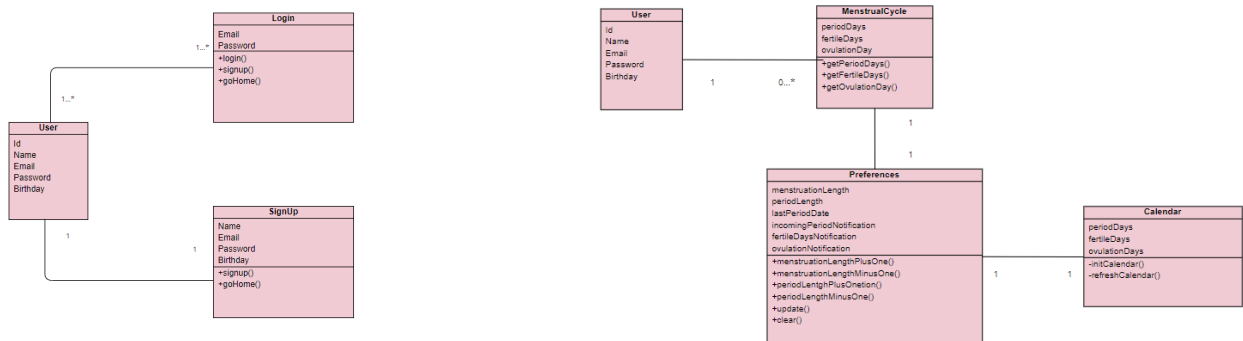 Login
Email
Password
+login()
+signup()
+goHome()
1...*
1...*
User
Id
Name
Email
Password
Birthday
1
1
SignUp
Name
Email
Password
Birthday
+signup()
+goHome()
User
Id
Name
Email
Password
Birthday
1
0...*
MenstrualCycle
periodDays
fertileDays
ovulationDay
+getPeriodDays()
+getFertileDays()
+getOvulationDay()
1
1
Preferences
menstruationLength
periodLength
lastPeriodDate
incomingPeriodNotification
fertileDaysNotification
ovulationNotification
+menstruationLengthPlusOne()
+menstruationLengthMinusOne()
+periodLentghPlusOnetion()
+periodLengthMinusOne()
+update()
+clear()
1
1
Calendar
periodDays
fertileDays
ovulationDays
-initCalendar()
-refreshCalendar()